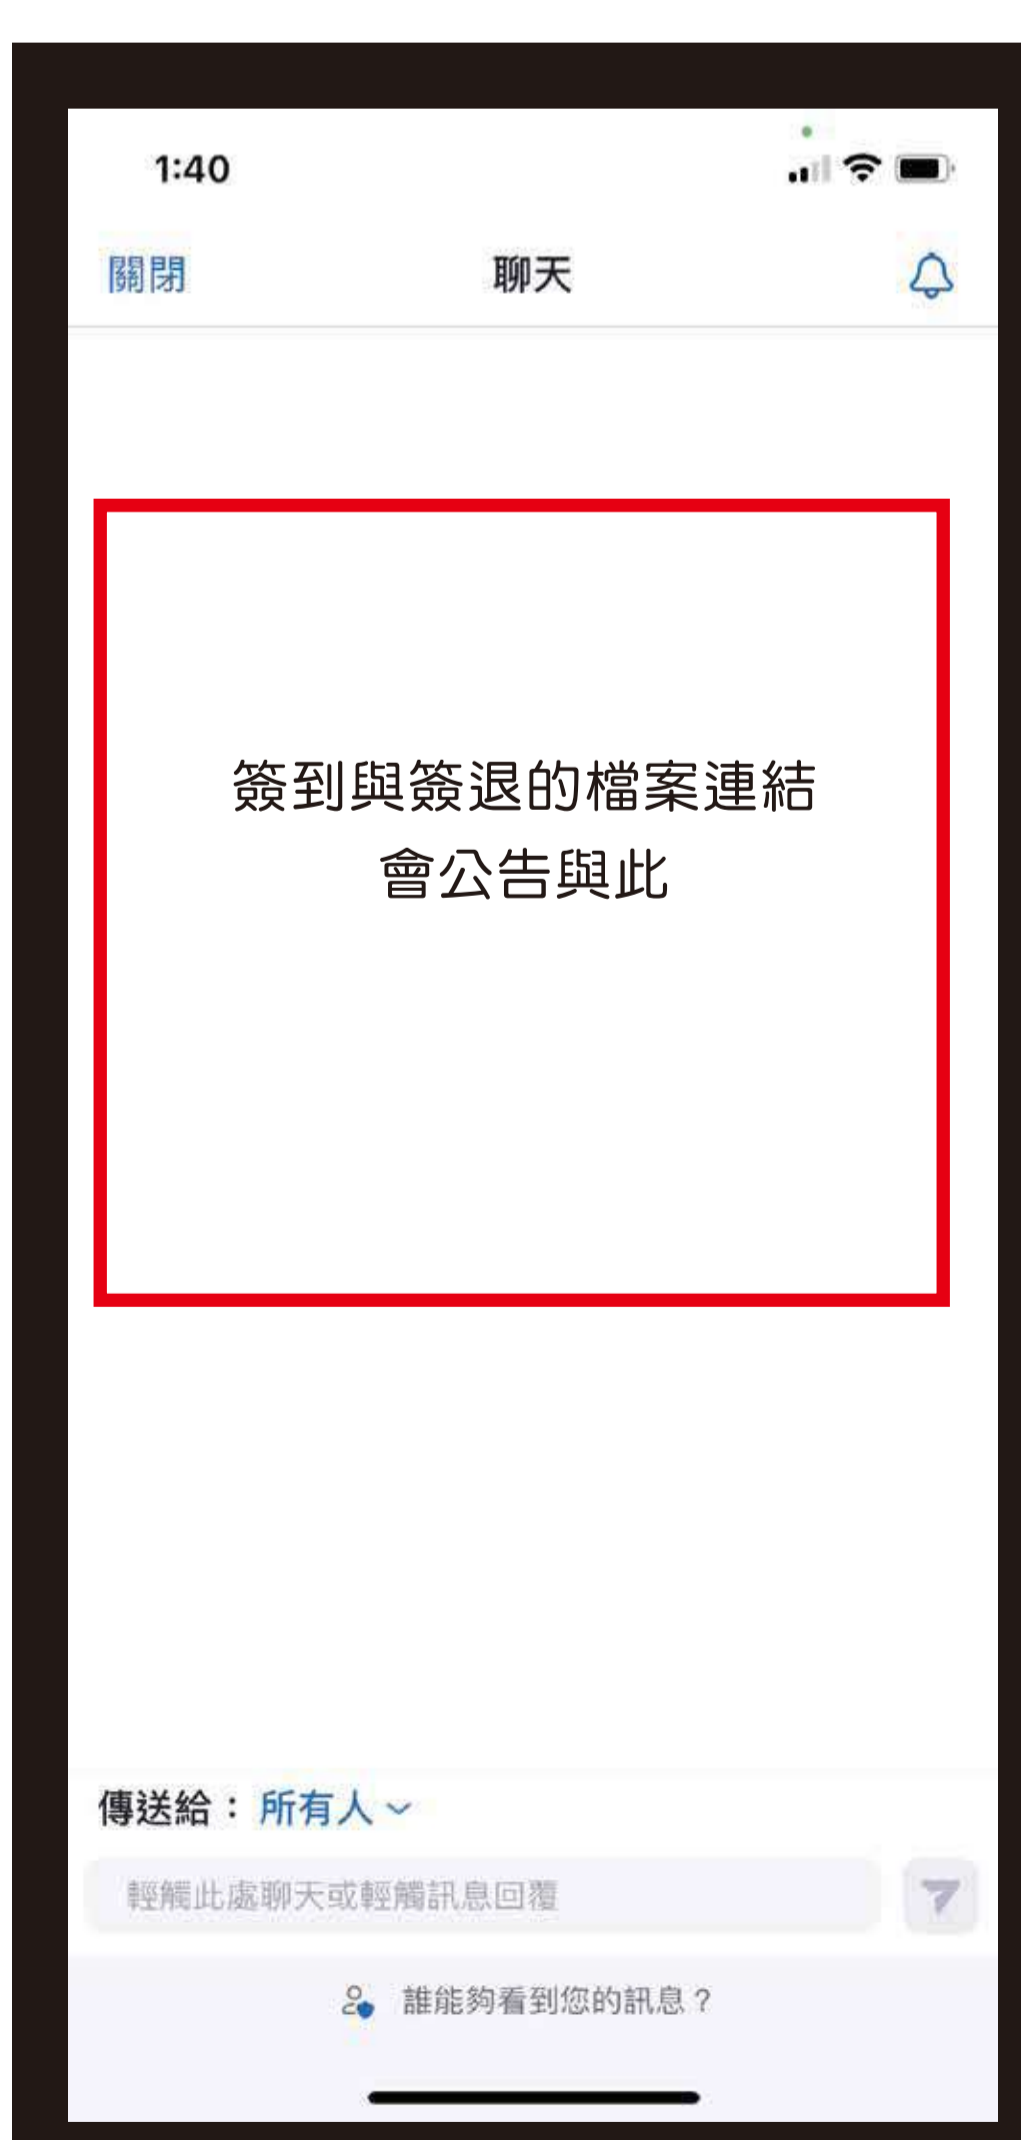 1:40
關閉
聊天
簽到與簽退的檔案連結
會公告與此
傳送給：所有人
輕觸此處聊天或輕觸訊息回覆
誰能夠看到您的訊息？